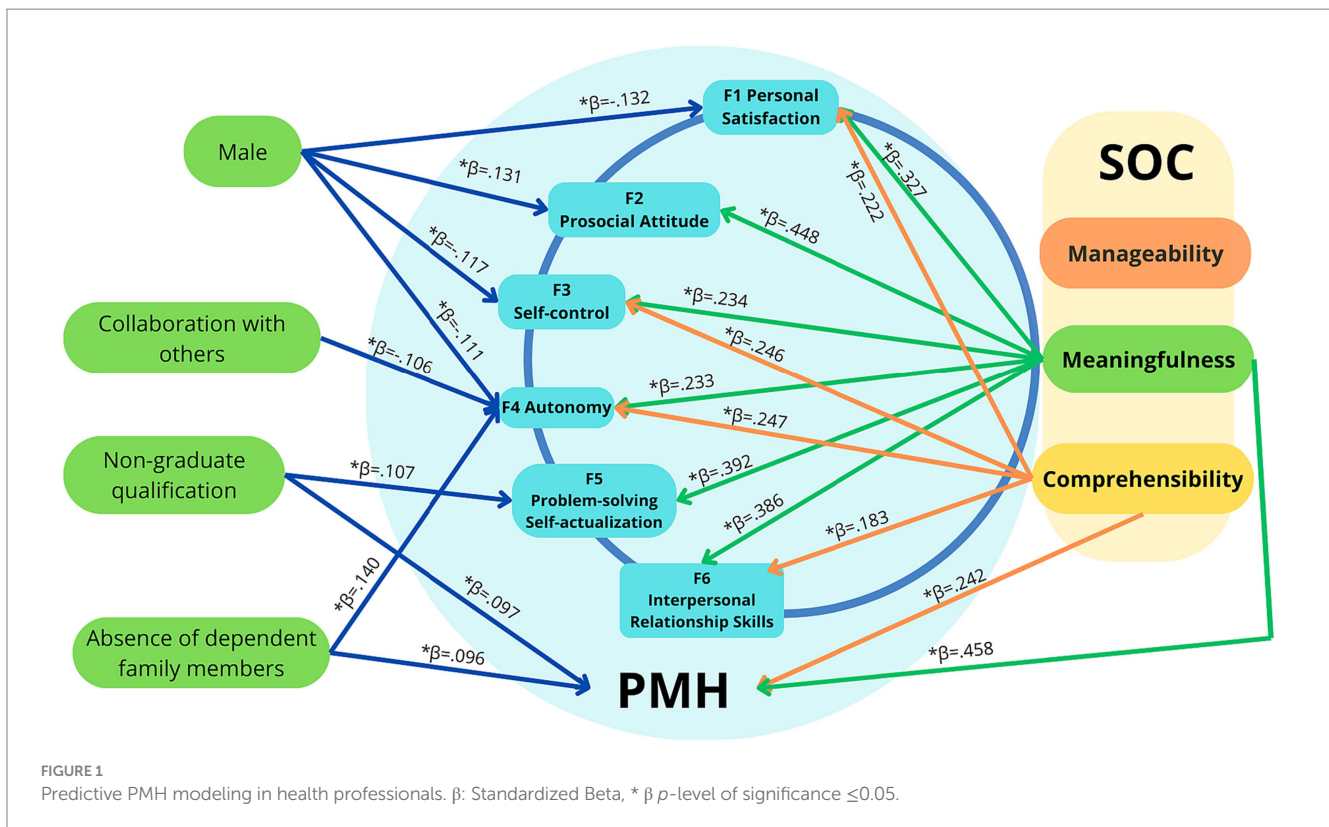 Male
Collaboration with
others
Non-graduate
qualification
Absence of dependent
family members
*β=-.132
*β=.131
*β=-.117
*β=-.111
*β=-.106
*β=.107
*β=.097
*β=.140
*β=.096
F1 Personal
Satisfaction
F2
Prosocial Attitude
F3
Self-control
F4 Autonomy
F5
Problem-solving
Self-actualization
F6
Interpersonal
Relationship Skills
PMH
*β=.327
*β=.222
*β=.448
*β=.234
*β=.246
*β=.233
*β=.247
*β=.392
*β=.386
*β=.183
*β=.242
*β=.458
SOC
Manageability
Meaningfulness
Comprehensibility
FIGURE 1
Predictive PMH modeling in health professionals. β: Standardized Beta, * β p-level of significance ≤0.05.